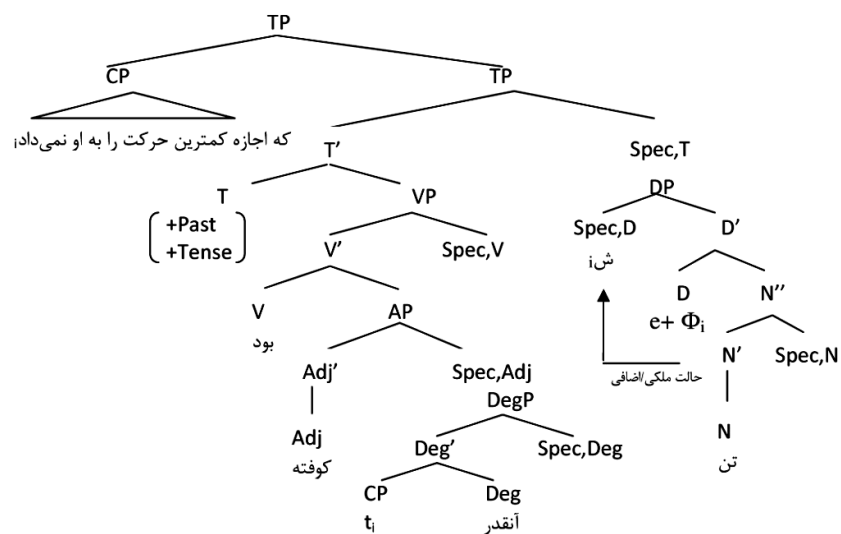 TP
CP TP
که اجازه کمترین حرکت را به او نمی‌دادi
T' Spec,T
DP
T VP
+Past
+Tense
Spec,D D'
شi
V' Spec,V
D N''
e+ Φi
V AP
بود
N' Spec,N
حالت ملکی/اضافی
Adj' Spec,Adj
DegP
Adj
کوفته
Deg' Spec,Deg
N
تن
CP Deg
ti آنقدر